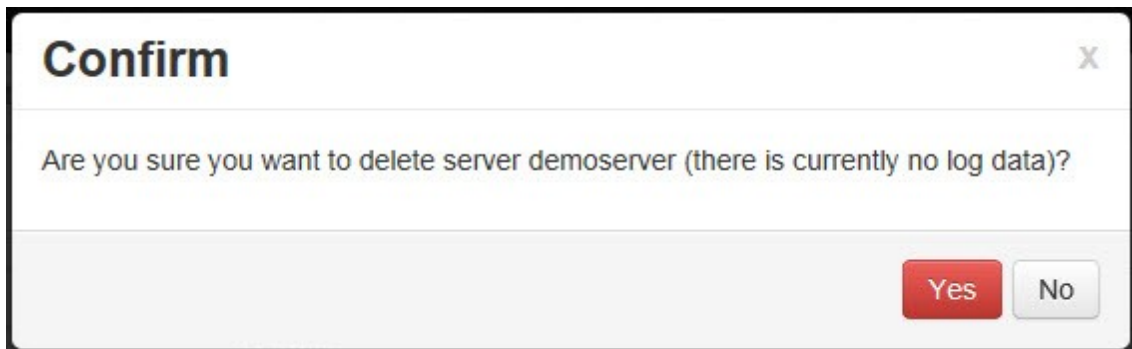 Confirm
x
Are you sure you want to delete server demoserver (there is currently no log data)?
Yes
No